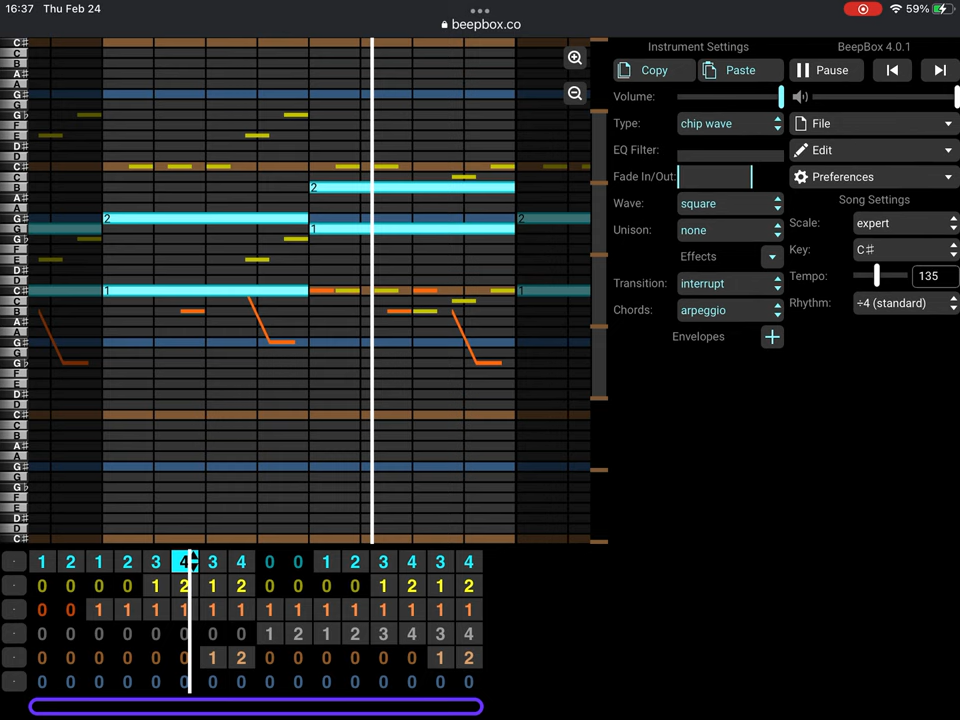 16:37 Thu Feb 24 59%
beepbox.co
Instrument Settings
Copy Paste
Volume:
Type: chip wave
EQ Filter:
Fade In/Out:
Wave: square
Unison: none
Effects
Transition: interrupt
Chords: arpeggio
Envelopes +
BeepBox 4.0.1
Pause
File
Edit
Preferences
Song Settings
Scale: expert
Key: C♯
Tempo: 135
Rhythm: ÷4 (standard)
2
2 2
1
1 1
1 2 1 2 3 4 3 4 0 0 1 2 3 4 3 4
0 0 0 0 1 2 1 2 0 0 0 0 1 2 1 2
0 0 1 1 1 1 1 1 1 1 1 1 1 1 1 1
0 0 0 0 0 0 0 0 1 2 1 2 3 4 3 4
0 0 0 0 0 0 1 2 0 0 0 0 0 0 1 2
0 0 0 0 0 0 0 0 0 0 0 0 0 0 0 0